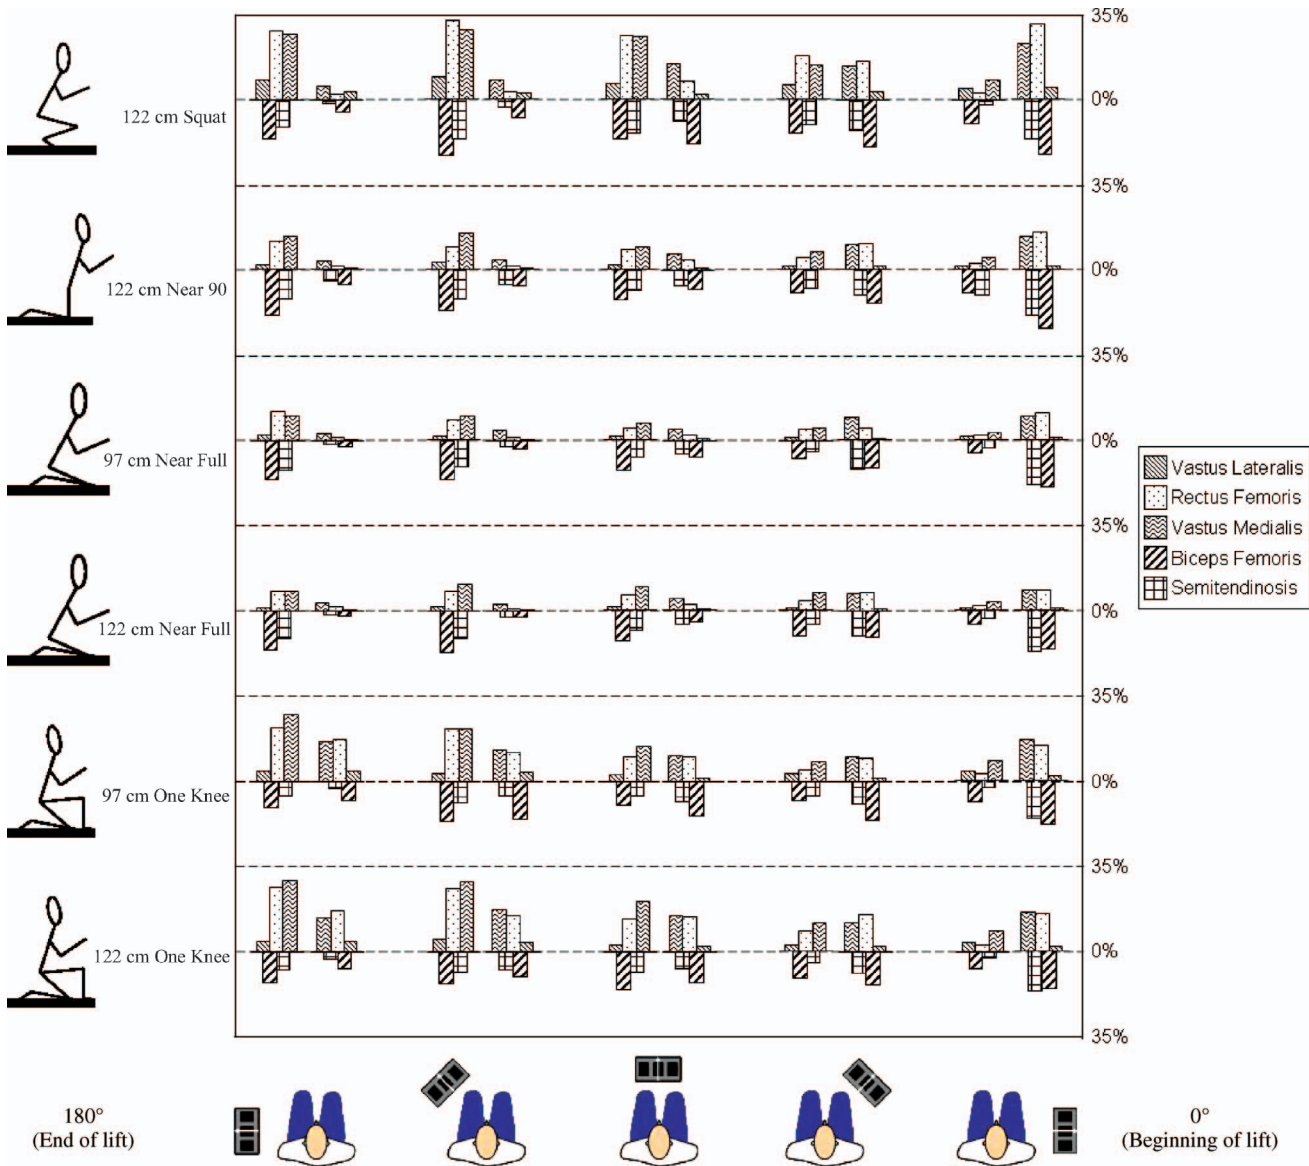 35%
0%
122 cm Squat
35%
0%
122 cm Near 90
35%
0%
97 cm Near Full
35%
0%
122 cm Near Full
35%
0%
97 cm One Knee
35%
0%
122 cm One Knee
35%
Vastus Lateralis
Rectus Femoris
Vastus Medialis
Biceps Femoris
Semitendinosis
180°
(End of lift)
0°
(Beginning of lift)